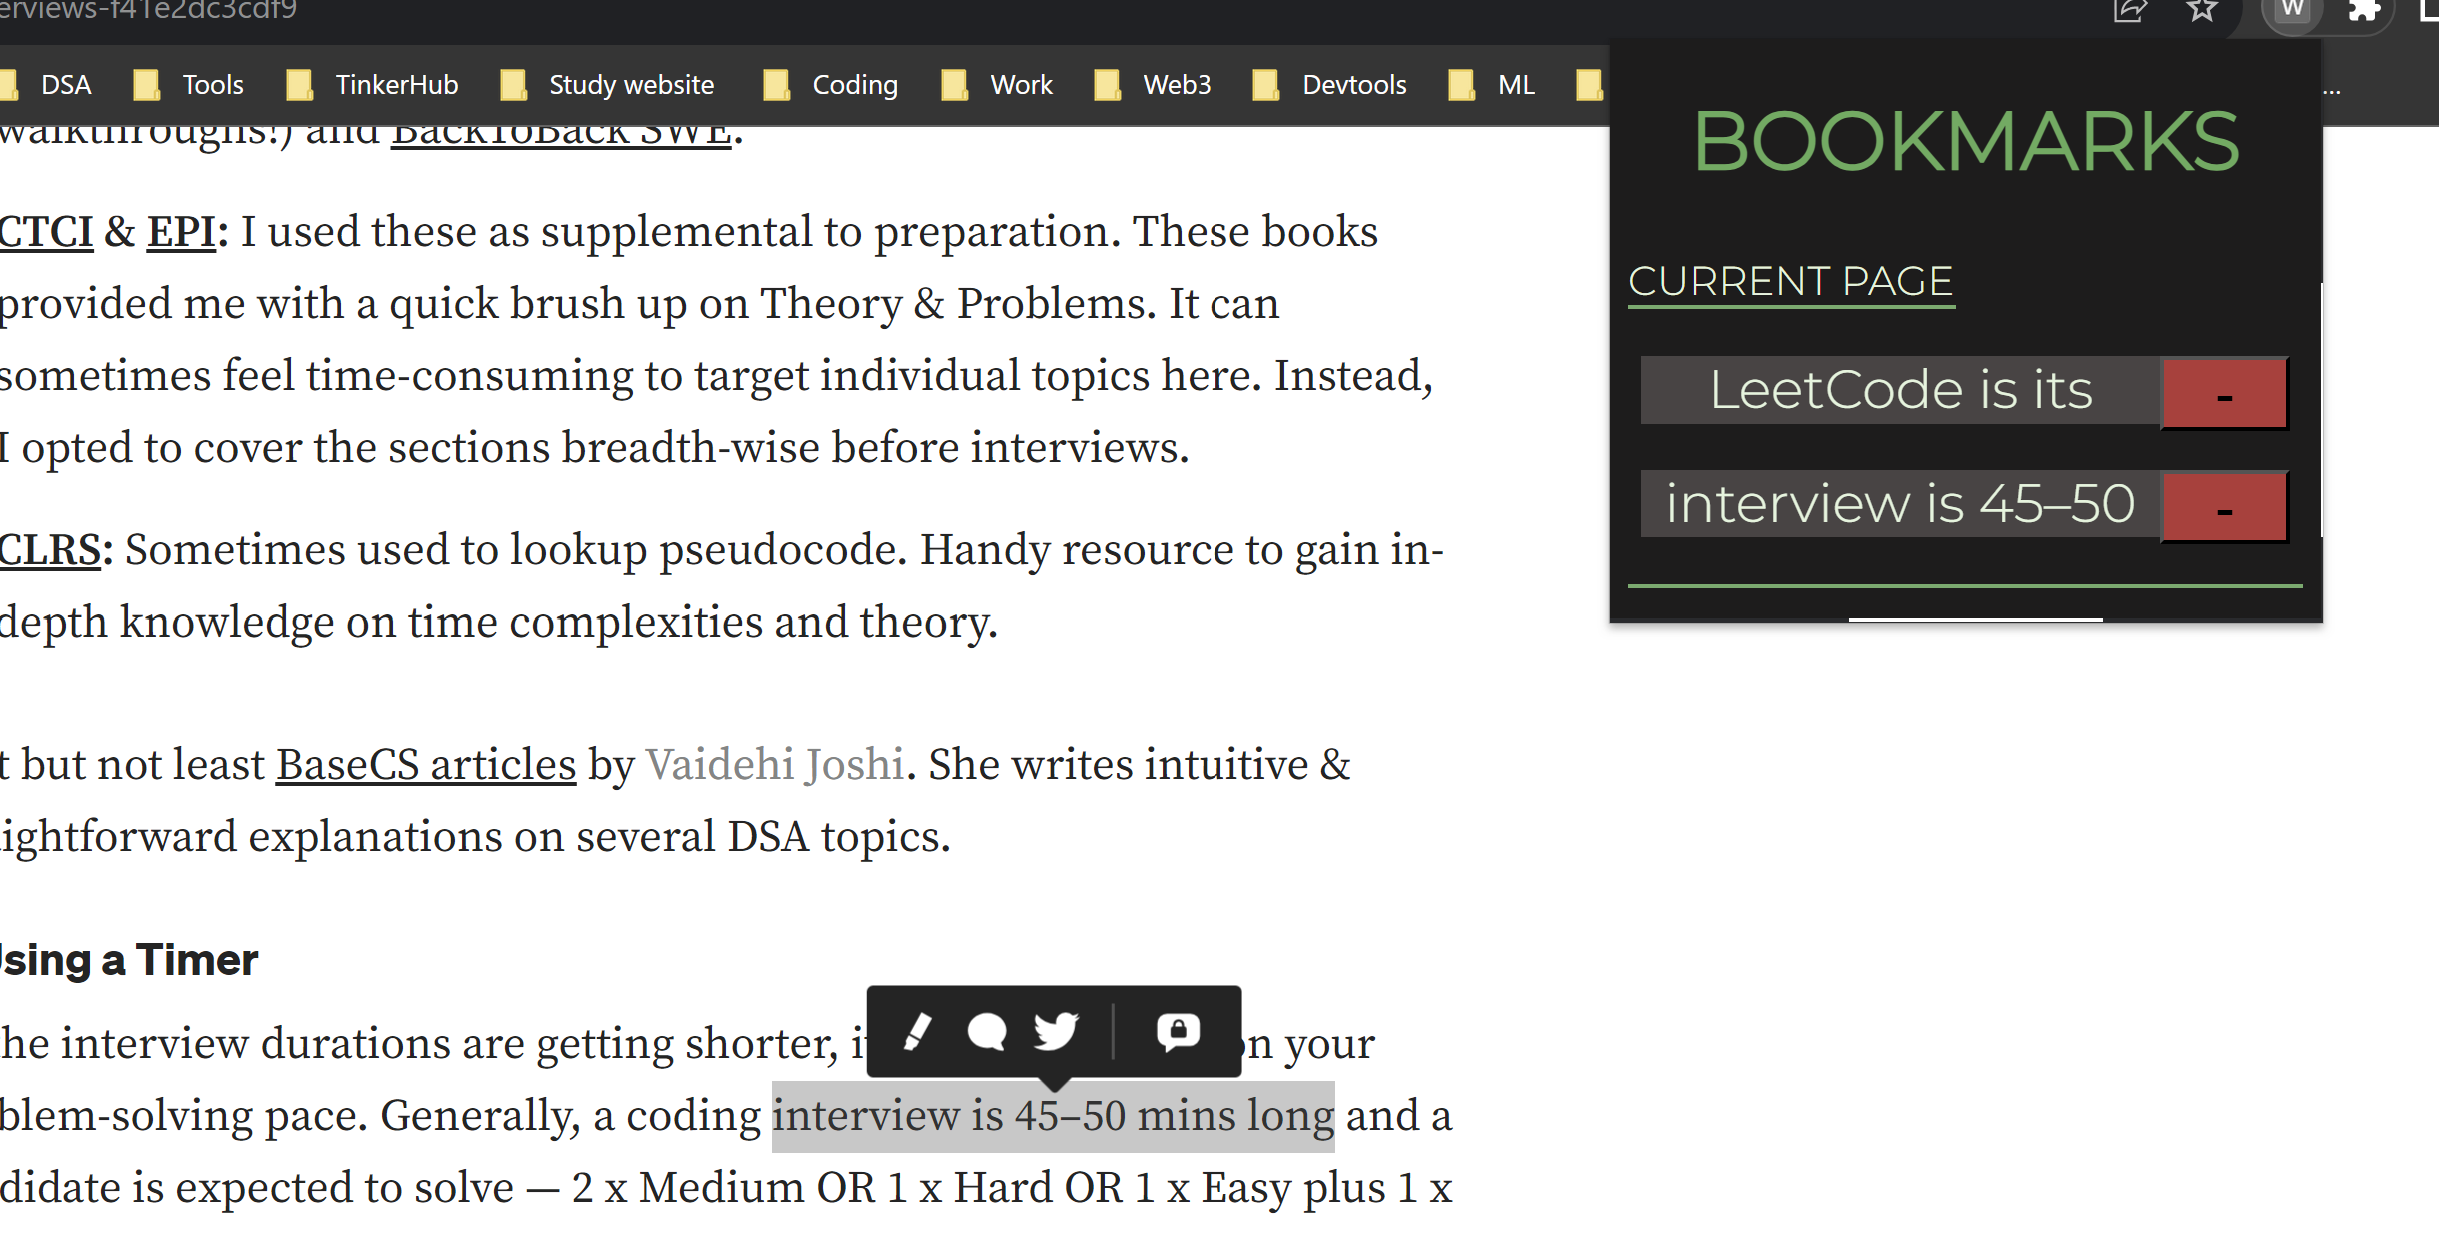 erviews-f41e2dc3cdf9
W
DSA Tools TinkerHub Study website Coding Work Web3 Devtools ML ...
walkthroughs!) and BackToBack SWE.
CTCI & EPI: I used these as supplemental to preparation. These books
provided me with a quick brush up on Theory & Problems. It can
sometimes feel time-consuming to target individual topics here. Instead,
I opted to cover the sections breadth-wise before interviews.
CLRS: Sometimes used to lookup pseudocode. Handy resource to gain in-
depth knowledge on time complexities and theory.
t but not least BaseCS articles by Vaidehi Joshi. She writes intuitive &
ightforward explanations on several DSA topics.
Using a Timer
he interview durations are getting shorter, i on your
blem-solving pace. Generally, a coding interview is 45–50 mins long and a
didate is expected to solve — 2 x Medium OR 1 x Hard OR 1 x Easy plus 1 x
BOOKMARKS
CURRENT PAGE
LeetCode is its -
interview is 45–50 -